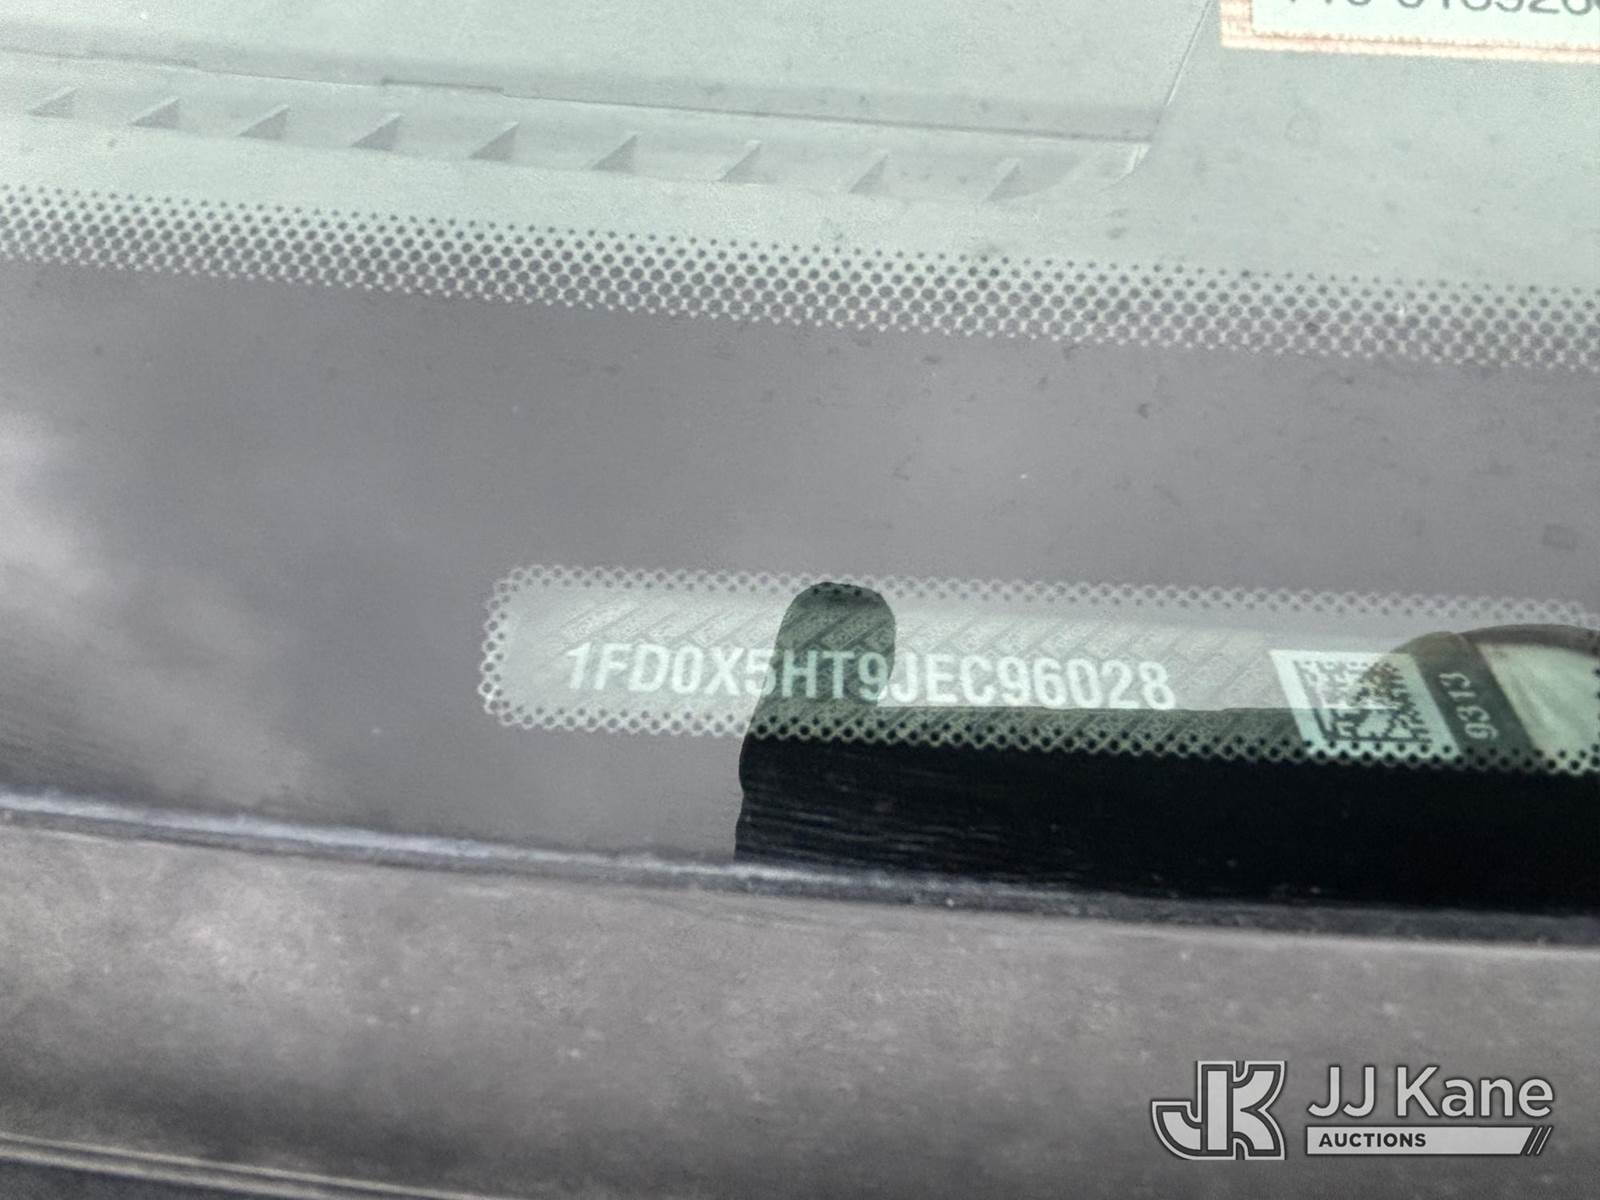 1FD0X5HT9JEC96028
9313
JJ Kane
AUCTIONS